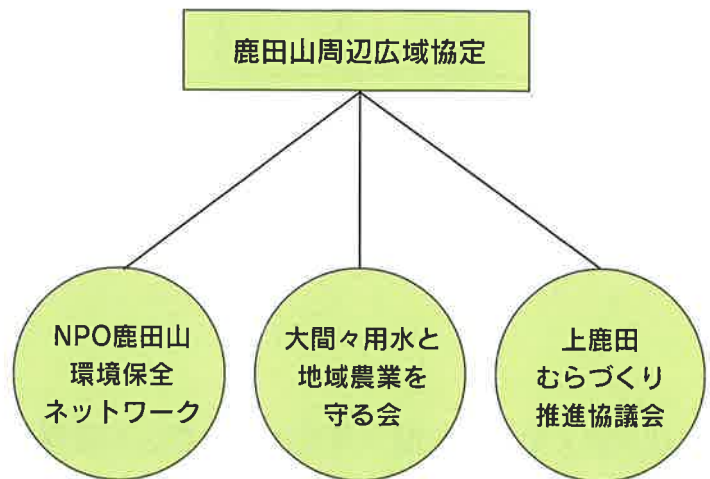 鹿田山周辺広域協定
NPO鹿田山
環境保全
ネットワーク
大間々用水と
地域農業を
守る会
上鹿田
むらづくり
推進協議会